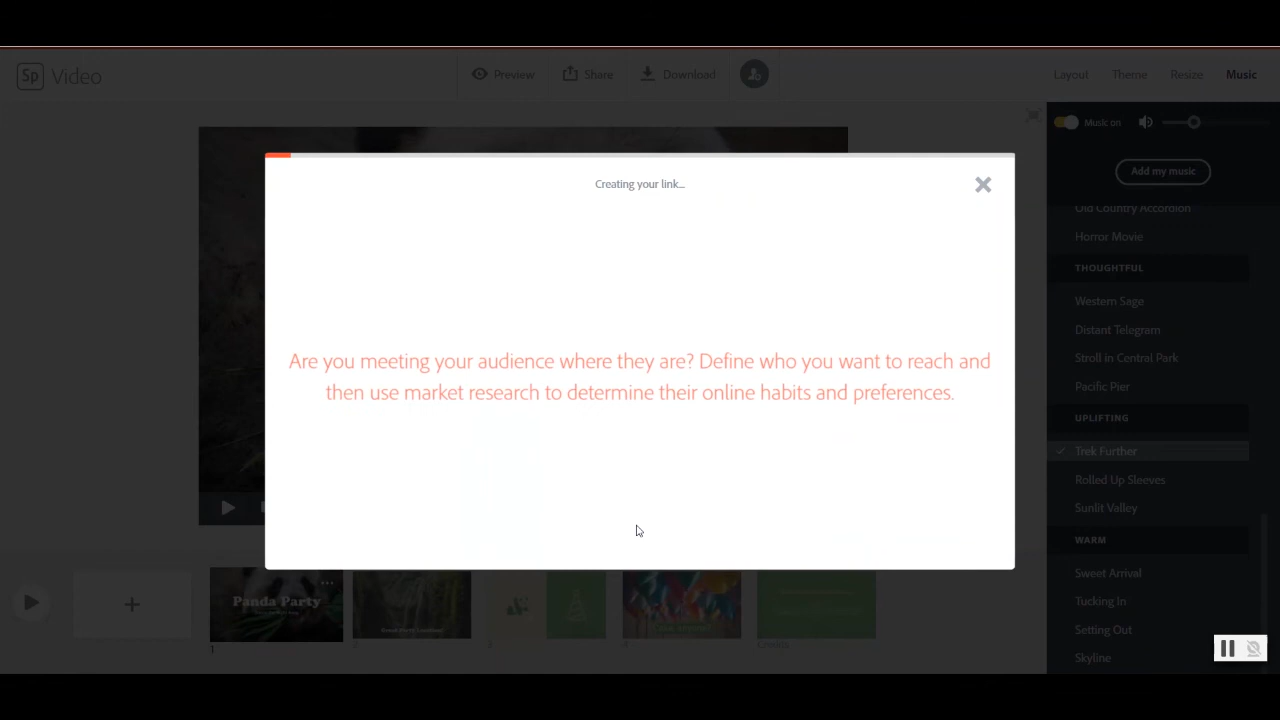 Sp Video
Preview
Share
Download
Layout
Theme
Resize
Music
Music on
Add my music
Old Country Accordion
Horror Movie
THOUGHTFUL
Western Sage
Distant Telegram
Stroll in Central Park
Pacific Pier
UPLIFTING
Trek Further
Rolled Up Sleeves
Sunlit Valley
WARM
Sweet Arrival
Tucking In
Setting Out
Skyline
Creating your link...
Are you meeting your audience where they are? Define who you want to reach and
then use market research to determine their online habits and preferences.
Panda Party
1
2
3
Credits